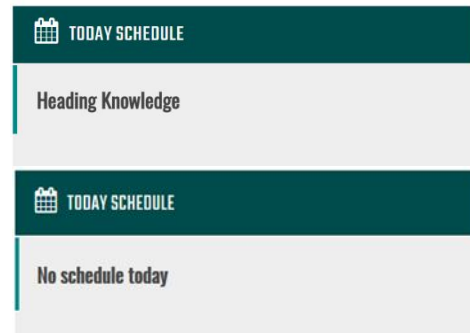 TODAY SCHEDULE
Heading Knowledge
TODAY SCHEDULE
No schedule today